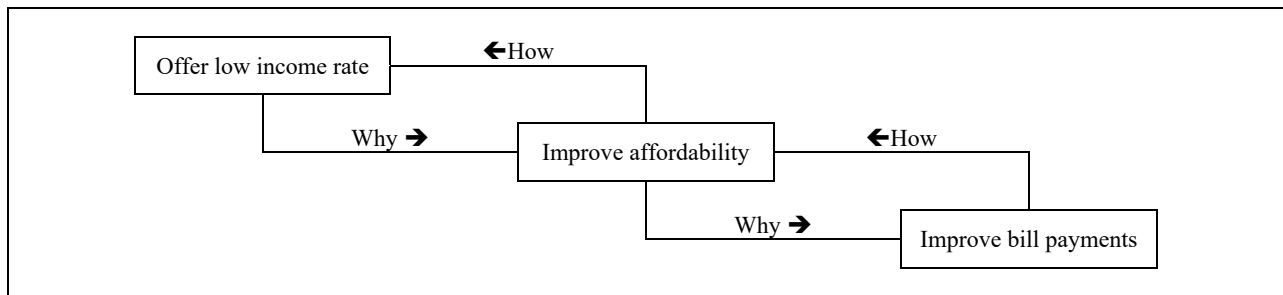 🡸How
Offer low income rate
Why 🡺
Improve affordability
🡸How
Why 🡺
Improve bill payments